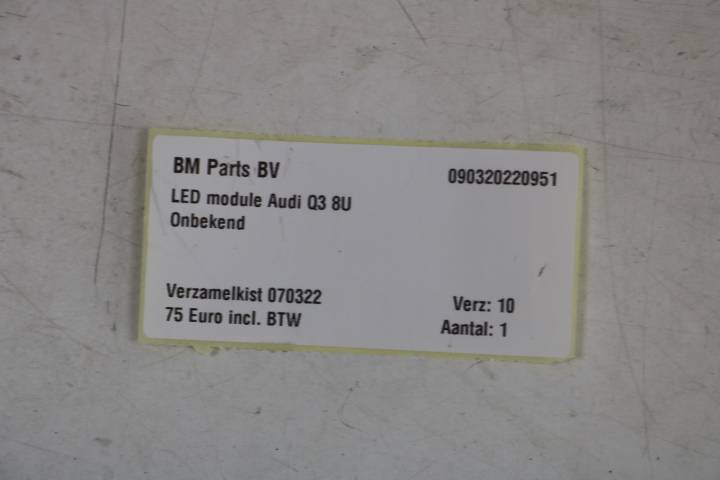 BM Parts BV 090320220951
LED module Audi Q3 8U
Onbekend
Verzamelkist 070322 Verz: 10
75 Euro incl. BTW Aantal: 1